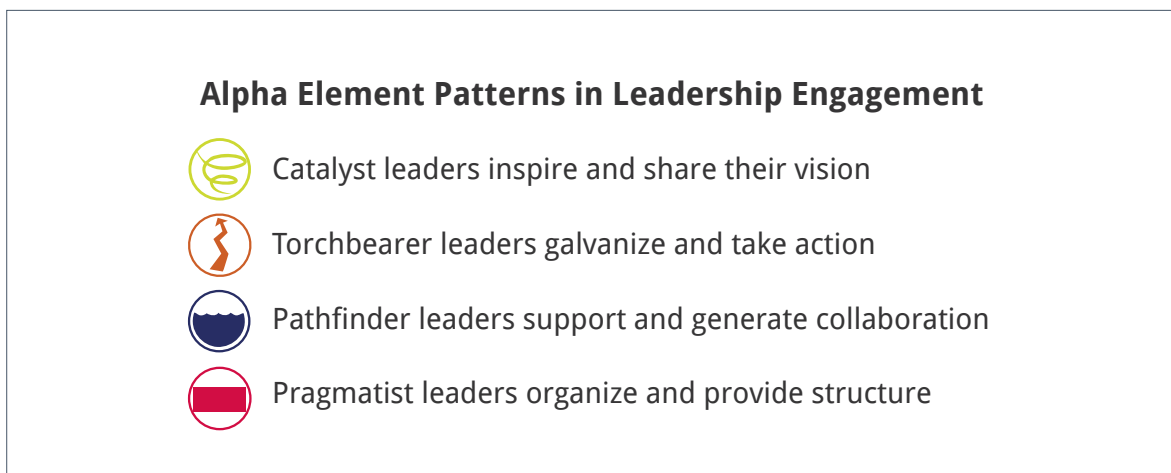 Alpha Element Patterns in Leadership Engagement
Catalyst leaders inspire and share their vision
Torchbearer leaders galvanize and take action
Pathfinder leaders support and generate collaboration
Pragmatist leaders organize and provide structure